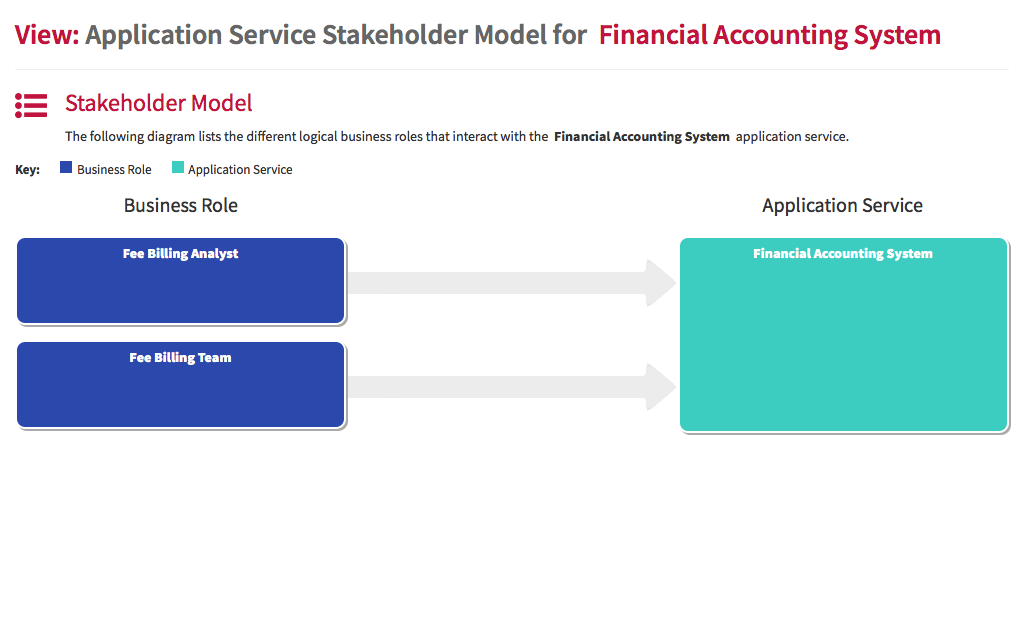 View: Application Service Stakeholder Model for Financial Accounting System
Stakeholder Model
The following diagram lists the different logical business roles that interact with the Financial Accounting System application service.
Key: Business Role Application Service
Business Role
Application Service
Fee Billing Analyst
Financial Accounting System
Fee Billing Team